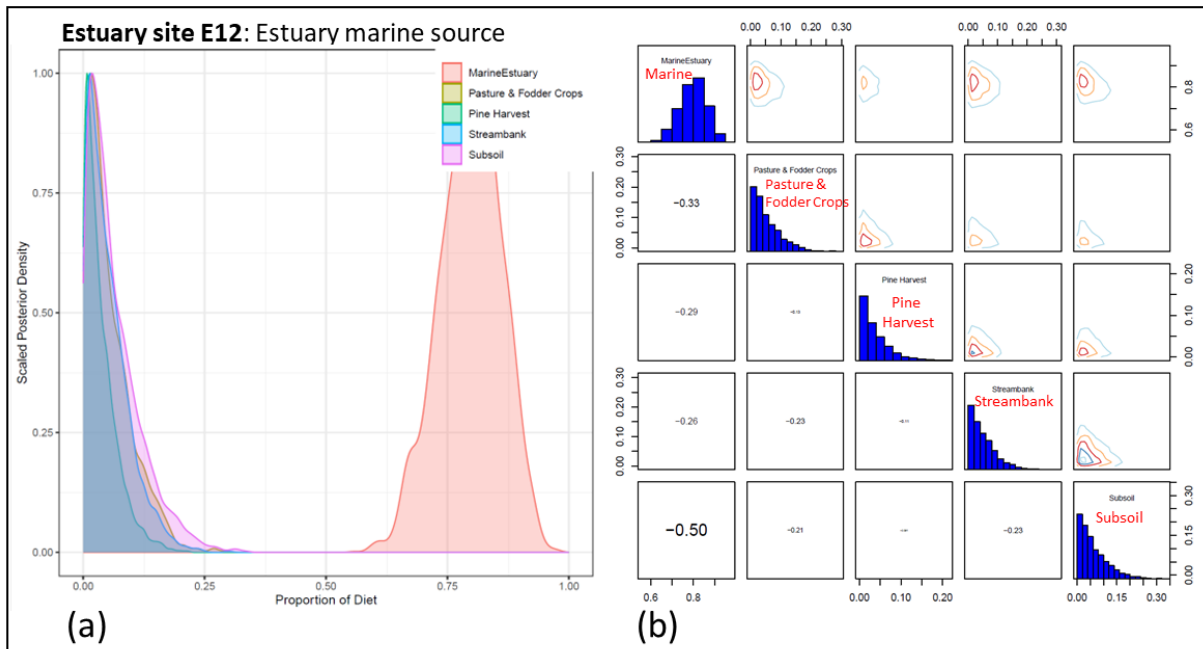 Estuary site E12: Estuary marine source
MarineEstuary
Pasture & Fodder Crops
Pine Harvest
Streambank
Subsoil
1.00
0.75
0.50
0.25
0.00
Scaled Posterior Density
0.00 0.25 0.50 0.75 1.00
Proportion of Diet
(a)
0.00 0.10 0.20 0.30
0.00 0.10 0.20 0.30
MarineEstuary
Marine
0.6 0.8
0.00 0.10 0.20 0.30
-0.33
Pasture & Fodder Crops
Pasture &
Fodder Crops
-0.29
Pine Harvest
Pine
Harvest
0.00 0.10 0.20
0.00 0.10 0.20 0.30
-0.26
-0.23
Streambank
Streambank
-0.50
-0.21
-0.23
Subsoil
Subsoil
0.00 0.15 0.30
0.6 0.8
0.00 0.10 0.20
0.00 0.15 0.30
(b)